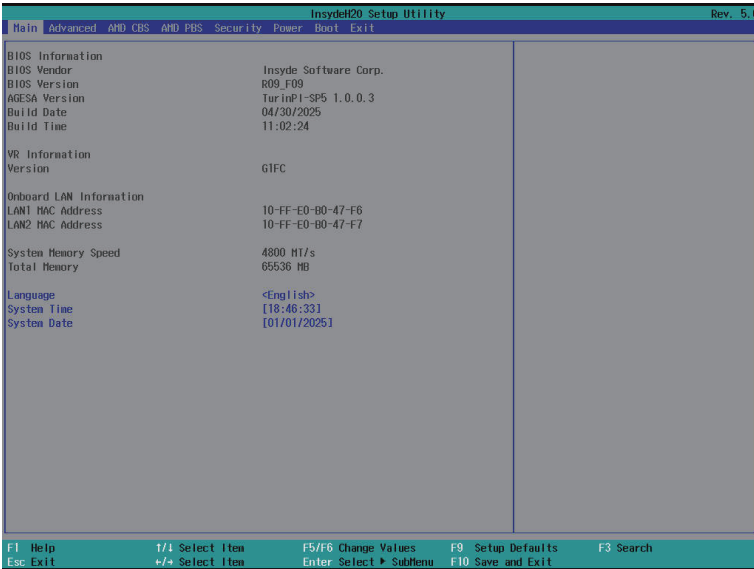 InsydeH20 Setup Utility Rev. 5.
Main Advanced AMD CBS AMD PBS Security Power Boot Exit
BIOS Information
BIOS Vendor Insyde Software Corp.
BIOS Version R09_F09
AGESA Version TurinPI-SP5 1.0.0.3
Build Date 04/30/2025
Build Time 11:02:24
VR Information
Version G1FC
Onboard LAN Information
LAN1 MAC Address 10-FF-E0-B0-47-F6
LAN2 MAC Address 10-FF-E0-B0-47-F7
System Memory Speed 4800 MT/s
Total Memory 65536 MB
Language <English>
System Time [18:46:33]
System Date [01/01/2025]
F1 Help ↑/↓ Select Item F5/F6 Change Values F9 Setup Defaults F3 Search
Esc Exit ←/→ Select Item Enter Select ▶ SubMenu F10 Save and Exit